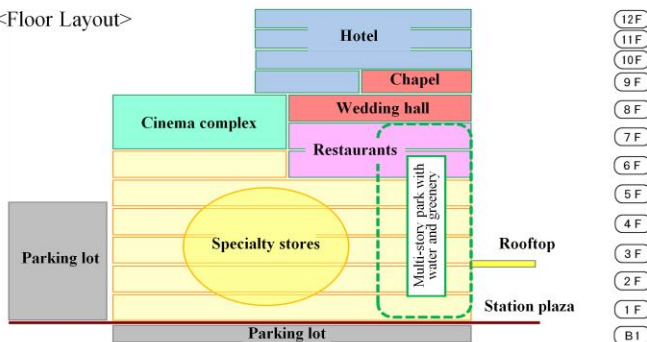 <Floor Layout>
12F
Hotel
11F
10F
Chapel
9F
Wedding hall
8F
Cinema complex
7F
Restaurants
6F
Multi-story park with
water and greenery
5F
4F
Specialty stores
Rooftop
Parking lot
3F
2F
Station plaza
1F
Parking lot
B1